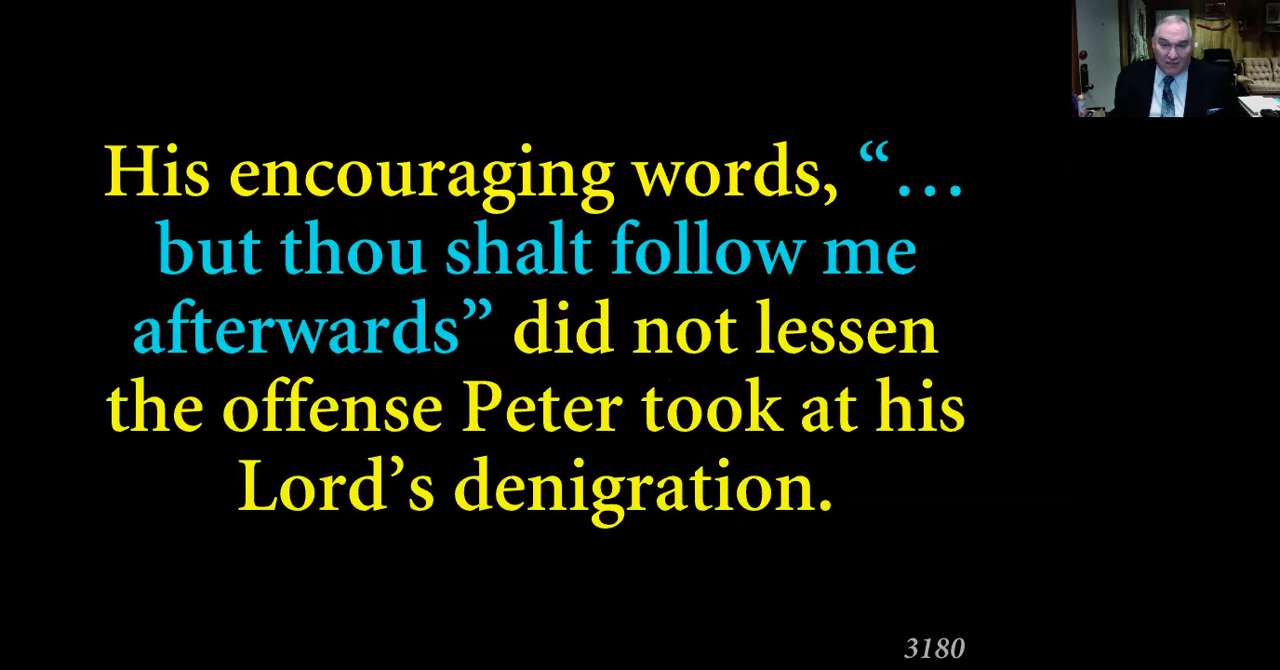 His encouraging words, “…
but thou shalt follow me
afterwards” did not lessen
the offense Peter took at his
Lord’s denigration.
3180